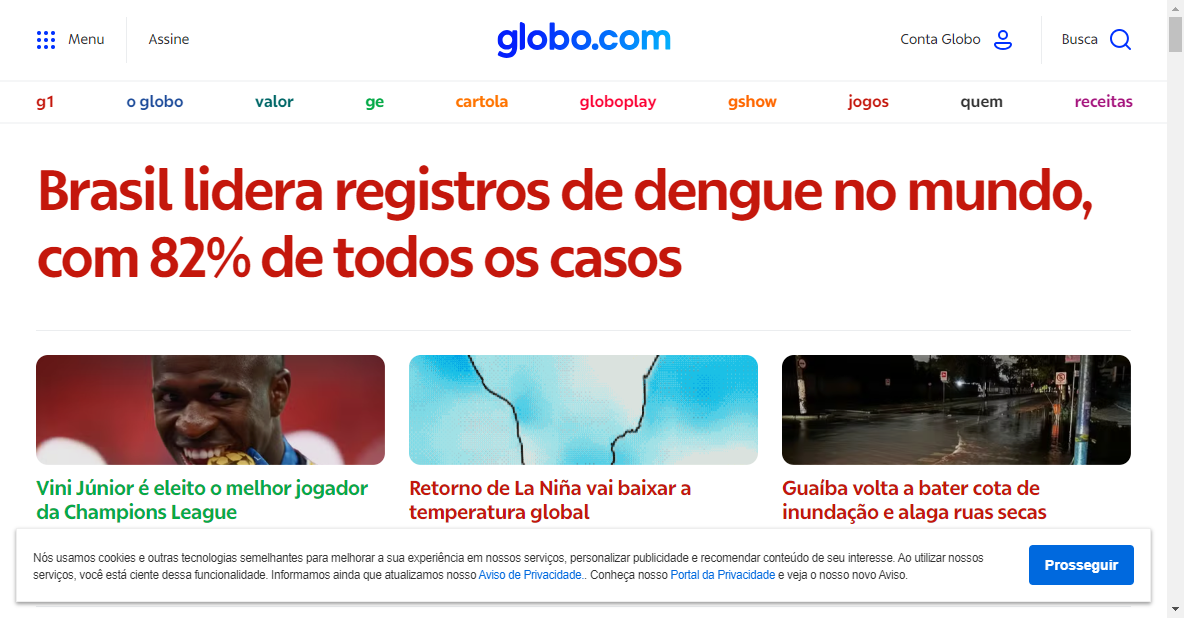 Menu
Assine
globo.com
Conta Globo
Busca
g1
o globo
valor
ge
cartola
globoplay
gshow
jogos
quem
receitas
Brasil lidera registros de dengue no mundo,
com 82% de todos os casos
Vini Júnior é eleito o melhor jogador
da Champions League
Retorno de La Niña vai baixar a
temperatura global
Guaíba volta a bater cota de
inundação e alaga ruas secas
Nós usamos cookies e outras tecnologias semelhantes para melhorar a sua experiência em nossos serviços, personalizar publicidade e recomendar conteúdo de seu interesse. Ao utilizar nossos
serviços, você está ciente dessa funcionalidade. Informamos ainda que atualizamos nosso Aviso de Privacidade.. Conheça nosso Portal da Privacidade e veja o nosso novo Aviso.
Prosseguir